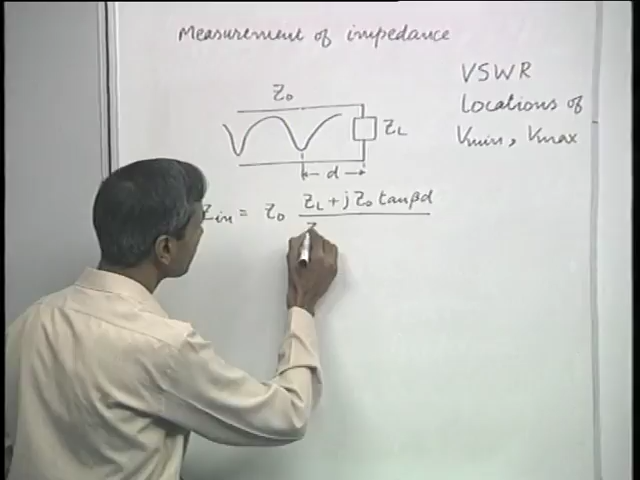 Measurement of impedance
VSWR
Locations of
Vmin, Vmax
Z0
ZL
d
Zin = Z0 ZL + j Z0 tanβd
Z